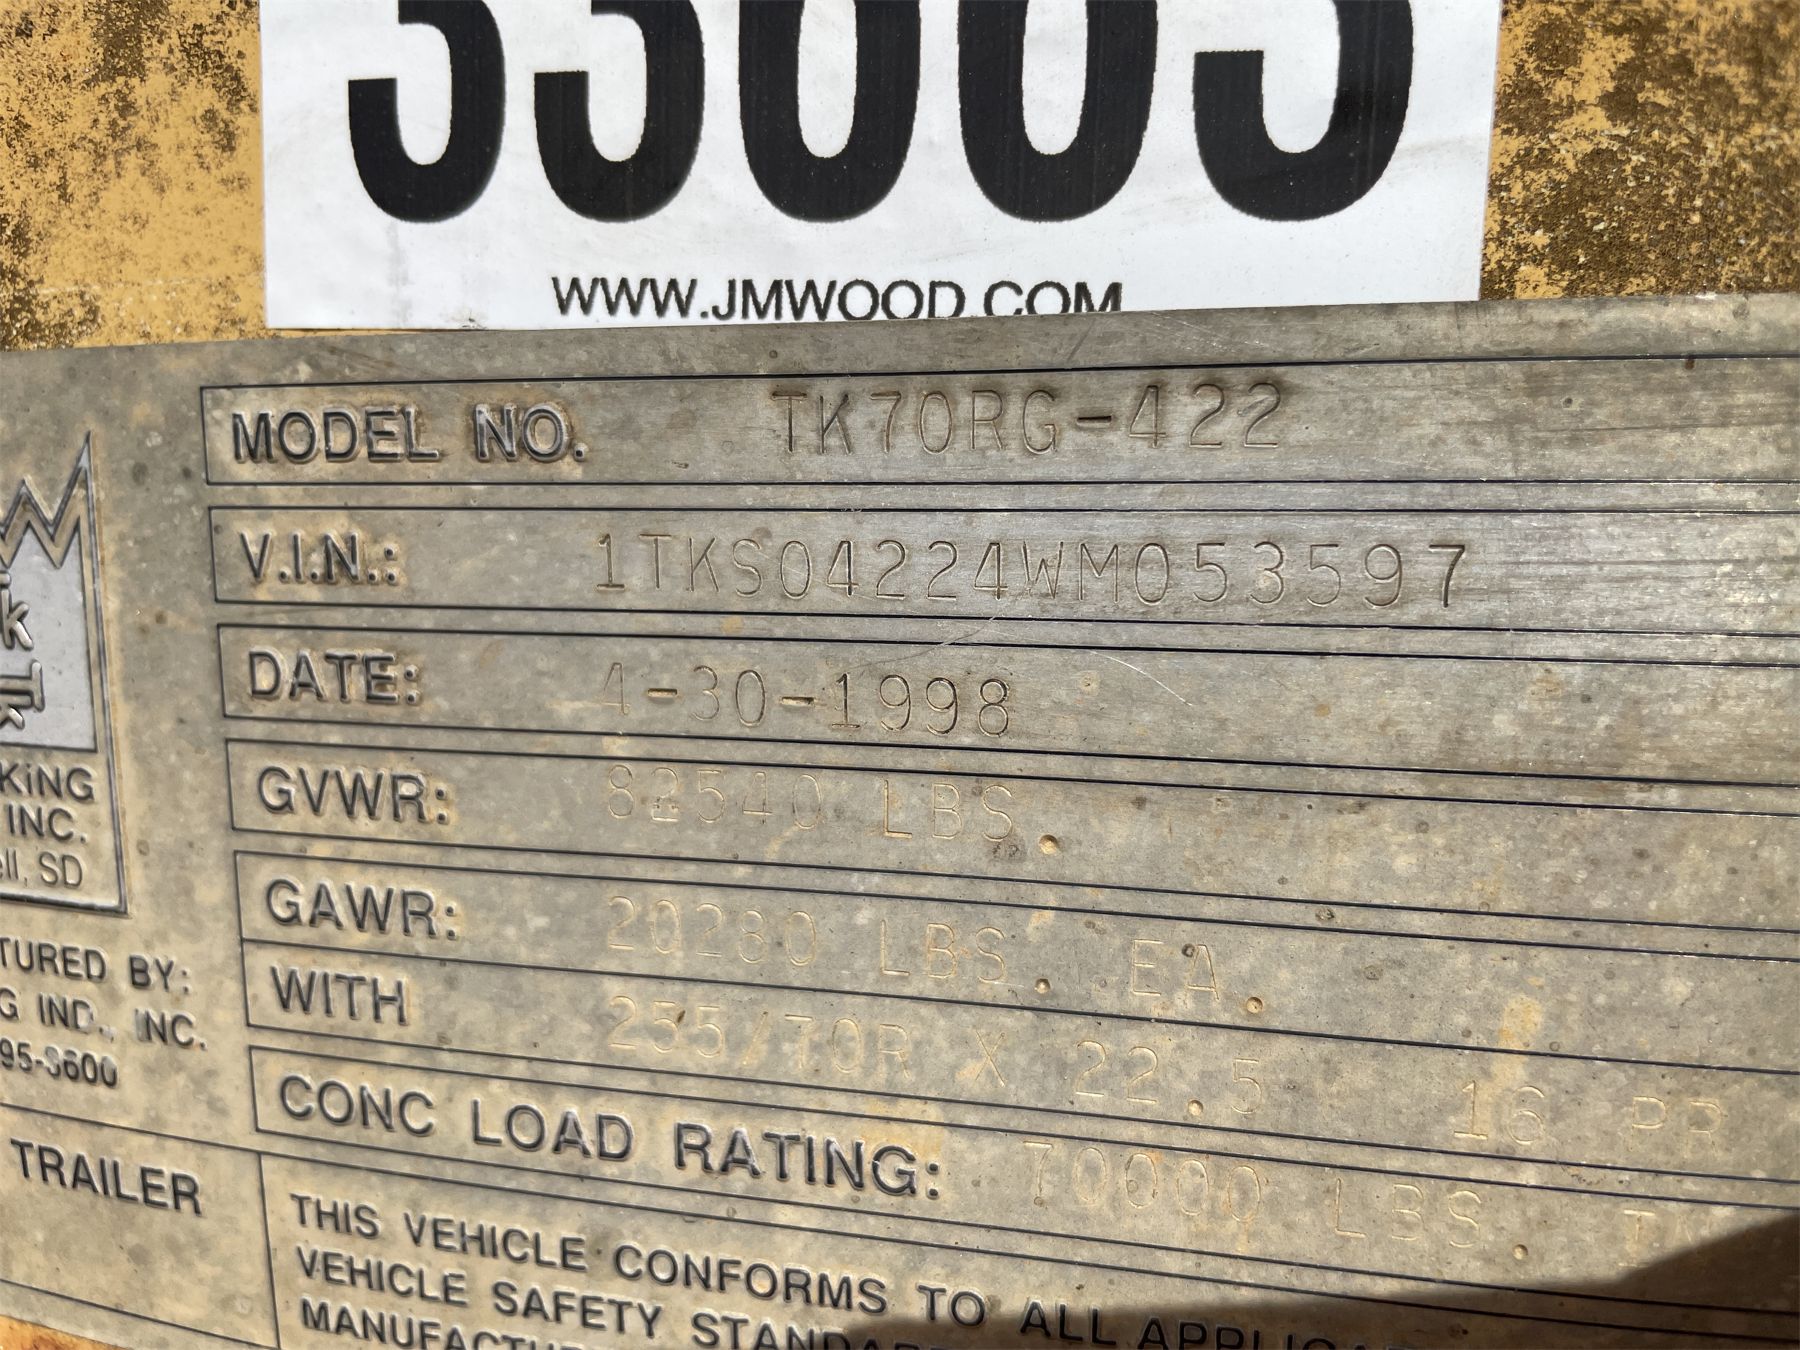 WWW.JMWOOD.COM
MODEL NO. TK70RG-422
V.I.N.: 1TKS04224WM053597
DATE: 4-30-1998
GVWR: 82540 LBS.
GAWR: 20280 LBS. EA.
WITH 255/70R X 22.5 16 PR
CONC LOAD RATING: 70000 LBS.
KiNG
INC.
SD
TURED BY:
G IND., INC.
95-3600
TRAILER
THIS VEHICLE CONFORMS TO ALL
VEHICLE SAFETY